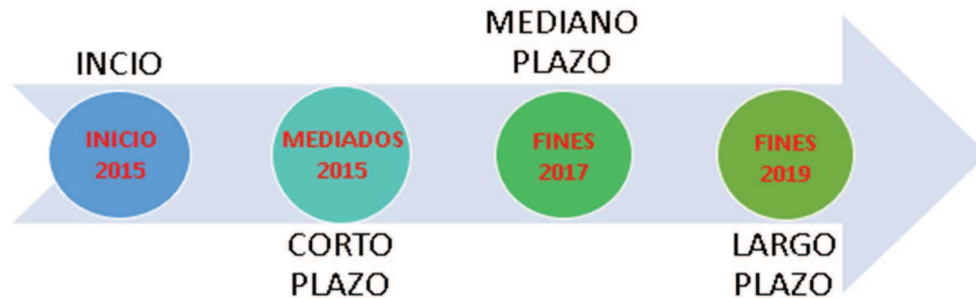 INCIO
INICIO
2015
MEDIADOS
2015
CORTO
PLAZO
MEDIANO
PLAZO
FINES
2017
FINES
2019
LARGO
PLAZO